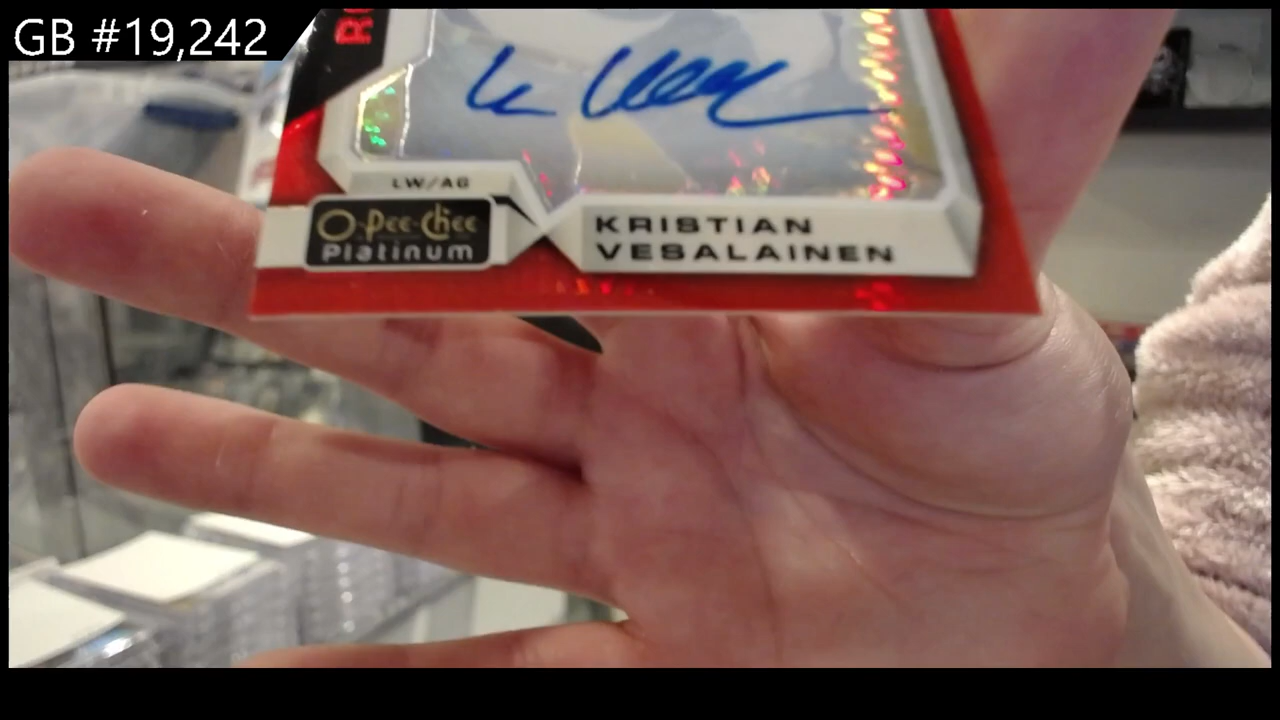 GB #19,242
LW/AG
O-Pee-Chee
Platinum
KRISTIAN
VESALAINEN